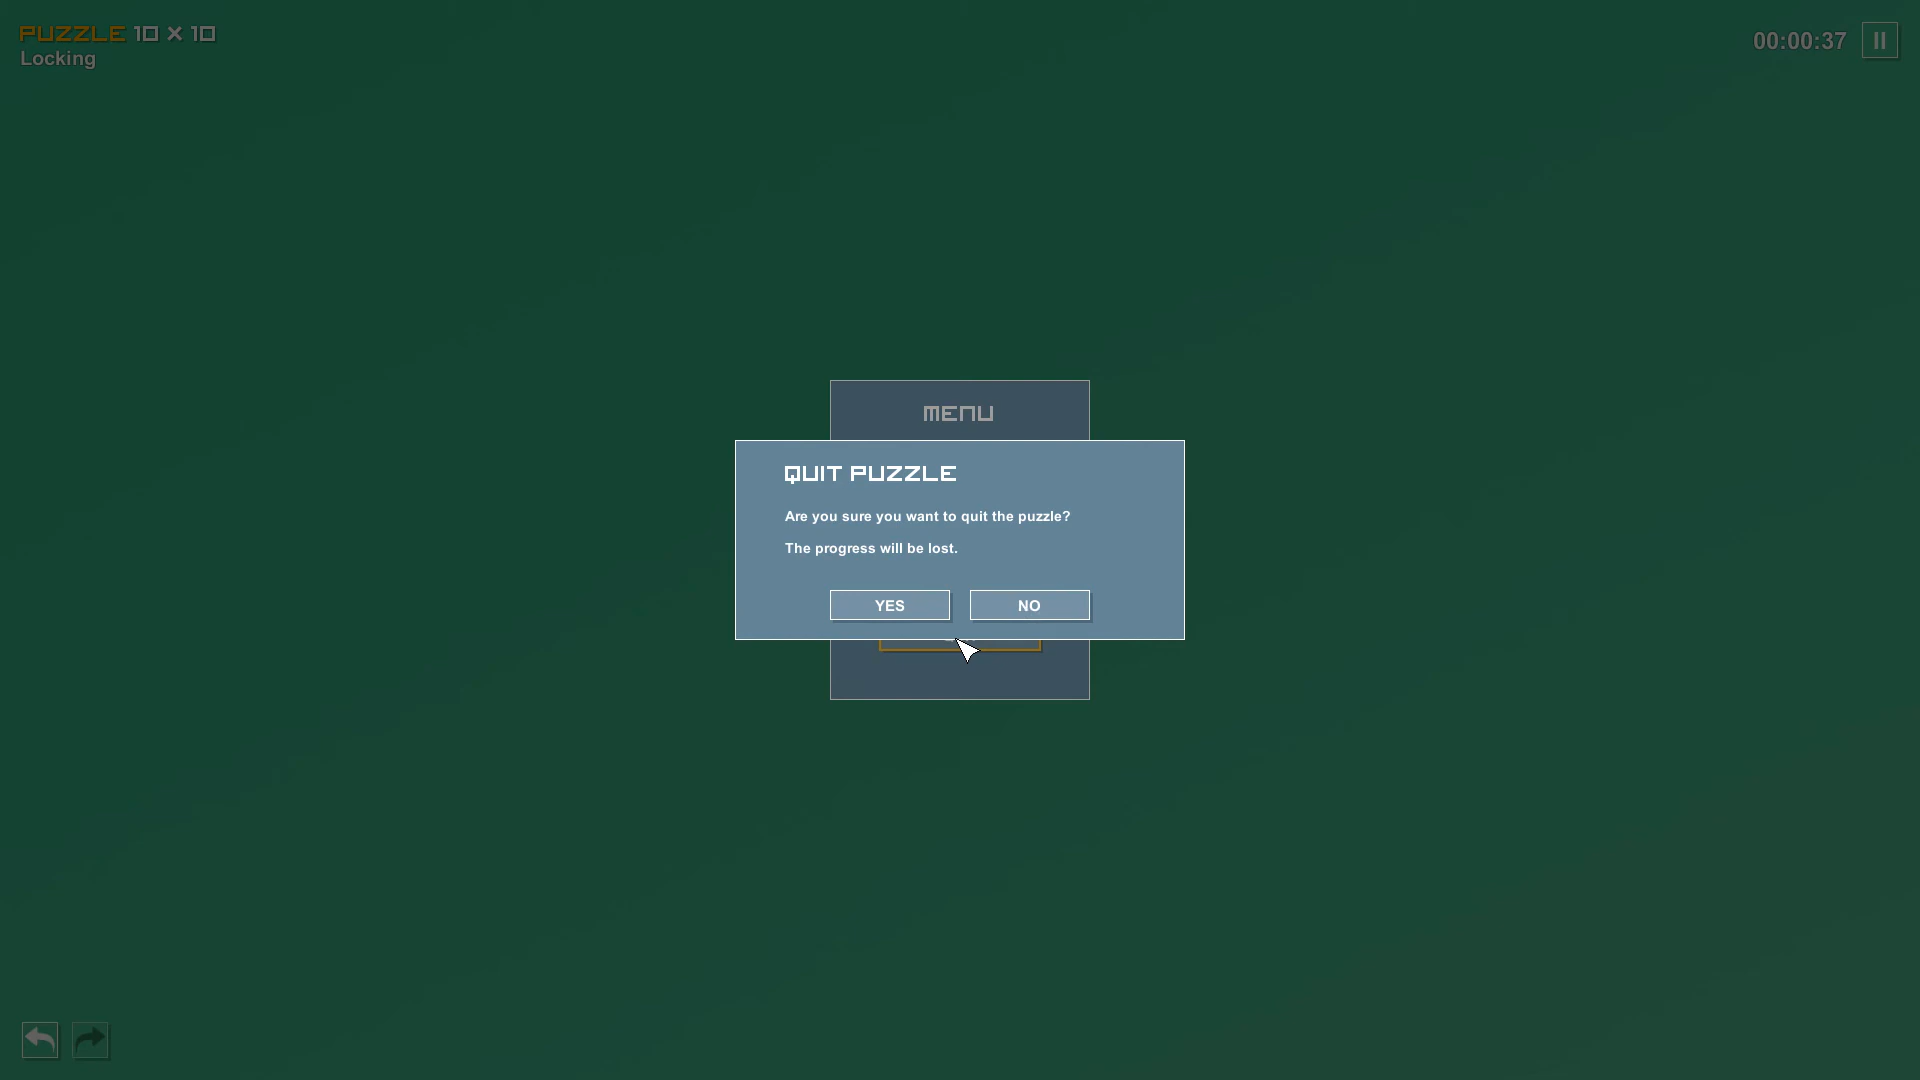 PUZZLE 10 × 10
Locking
00:00:37
MENU
QUIT PUZZLE
Are you sure you want to quit the puzzle?
The progress will be lost.
YES
NO